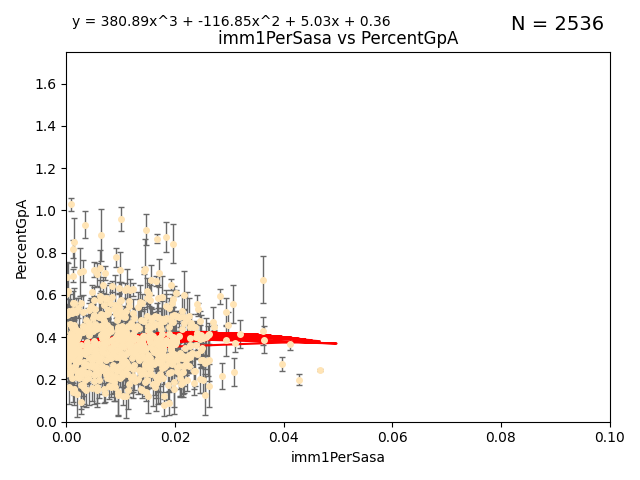 y = 380.89x^3 + -116.85x^2 + 5.03x + 0.36
N = 2536
imm1PerSasa vs PercentGpA
1.6
1.4
1.2
1.0
0.8
0.6
0.4
0.2
0.0
PercentGpA
0.00 0.02 0.04 0.06 0.08 0.10
imm1PerSasa